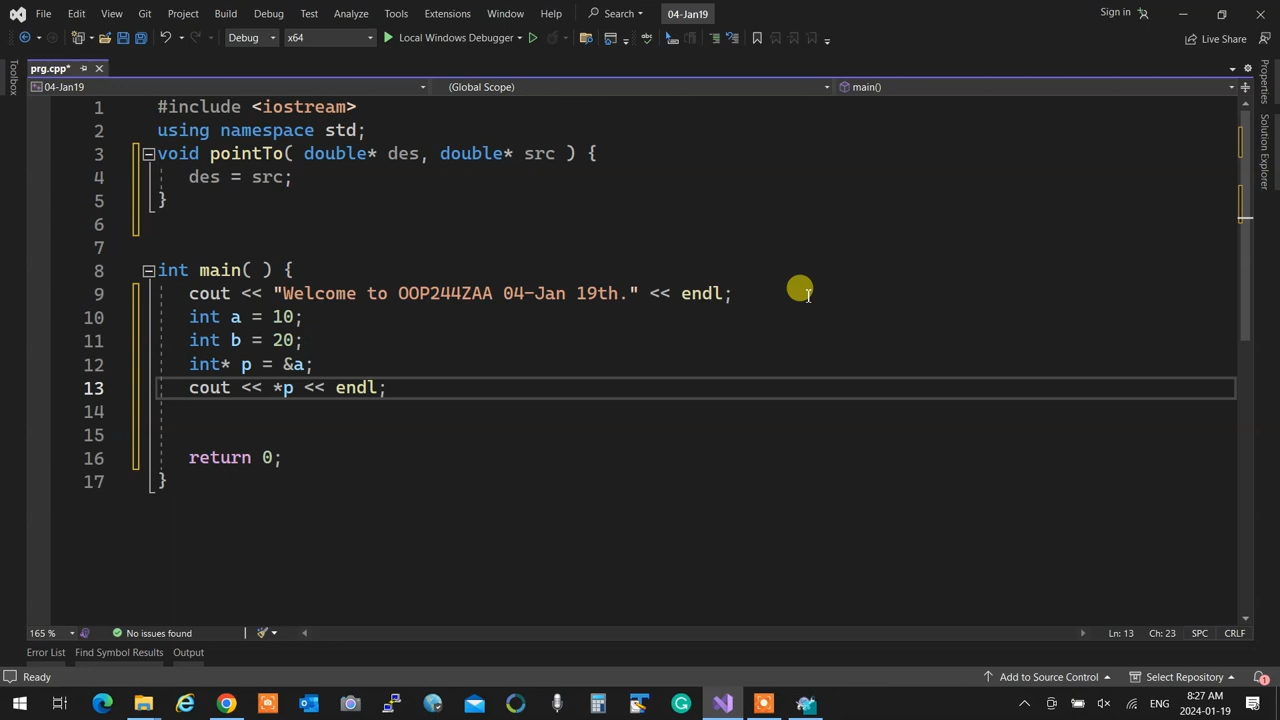 File Edit View Git Project Build Debug Test Analyze Tools Extensions Window Help Search 04-Jan19 Sign in
Debug x64 Local Windows Debugger Live Share
prg.cpp*
04-Jan19 (Global Scope) main()
Toolbox
Properties
Solution Explorer
1 #include <iostream>
2 using namespace std;
3 void pointTo( double* des, double* src ) {
4 des = src;
5 }
6
7
8 int main( ) {
9 cout << "Welcome to OOP244ZAA 04-Jan 19th." << endl;
10 int a = 10;
11 int b = 20;
12 int* p = &a;
13 cout << *p << endl;
14
15
16 return 0;
17 }
165 % No issues found Ln: 13 Ch: 23 SPC CRLF
Error List Find Symbol Results Output
Ready Add to Source Control Select Repository 1
ENG 8:27 AM
2024-01-19